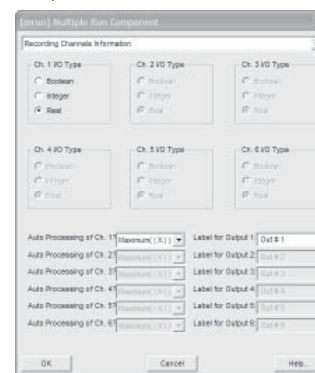 [mrun] Multiple Run Component
Recording Channels Information
Ch. 1 I/O Type Ch. 2 I/O Type Ch. 3 I/O Type
Boolean Boolean Boolean
Integer Integer Integer
Real Real Real
Ch. 4 I/O Type Ch. 5 I/O Type Ch. 6 I/O Type
Boolean Boolean Boolean
Integer Integer Integer
Real Real Real
Auto Processing of Ch. 1? Maximum(|X|) Label for Output 1: Out # 1
Auto Processing of Ch. 2? Maximum(|X|) Label for Output 2: Out # 2
Auto Processing of Ch. 3? Maximum(|X|) Label for Output 3: Out # 3
Auto Processing of Ch. 4? Maximum(|X|) Label for Output 4: Out # 4
Auto Processing of Ch. 5? Maximum(|X|) Label for Output 5: Out # 5
Auto Processing of Ch. 6? Maximum(|X|) Label for Output 6: Out # 6
OK Cancel Help...